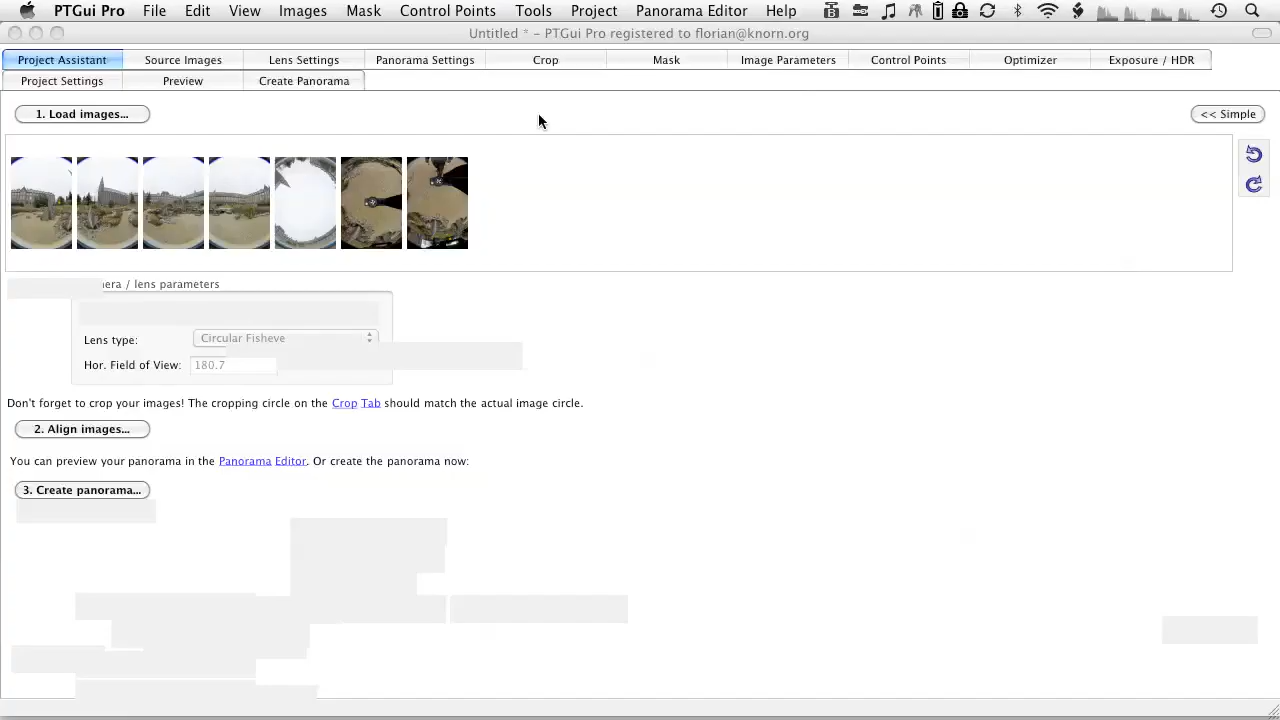 PTGui Pro File Edit View Images Mask Control Points Tools Project Panorama Editor Help
Untitled * – PTGui Pro registered to florian@knorn.org
Project Assistant Source Images Lens Settings Panorama Settings Crop Mask Image Parameters Control Points Optimizer Exposure / HDR
Project Settings Preview Create Panorama
1. Load images...
<< Simple
era / lens parameters
Lens type: Circular Fisheye
Hor. Field of View: 180.7
Don't forget to crop your images! The cropping circle on the Crop Tab should match the actual image circle.
2. Align images...
You can preview your panorama in the Panorama Editor. Or create the panorama now:
3. Create panorama...